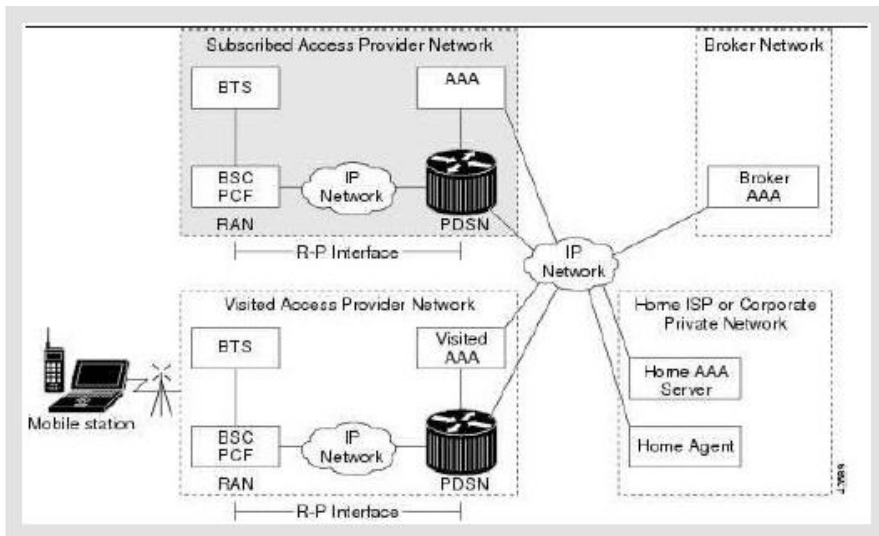 Subscribed Access Provider Network
BTS
AAA
BSC
PCF
IP
Network
RAN
PDSN
R-P Interface
Broker Network
Broker
AAA
IP
Network
Visited Access Provider Network
BTS
Visited
AAA
BSC
PCF
IP
Network
RAN
PDSN
R-P Interface
Mobile station
Home ISP or Corporate
Private Network
Home AAA
Server
Home Agent